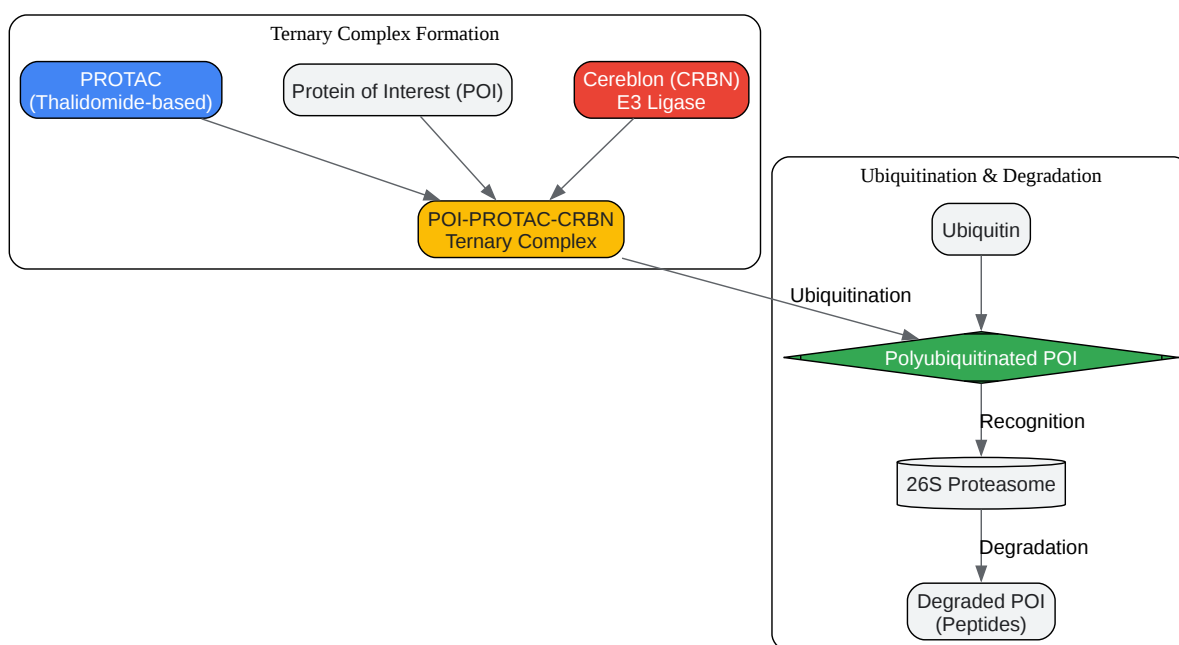 Ternary Complex Formation
PROTAC
(Thalidomide-based)
Protein of Interest (POI)
Cereblon (CRBN)
E3 Ligase
POI-PROTAC-CRBN
Ternary Complex
Ubiquitination & Degradation
Ubiquitin
Ubiquitination
Polyubiquitinated POI
Recognition
26S Proteasome
Degradation
Degraded POI
(Peptides)